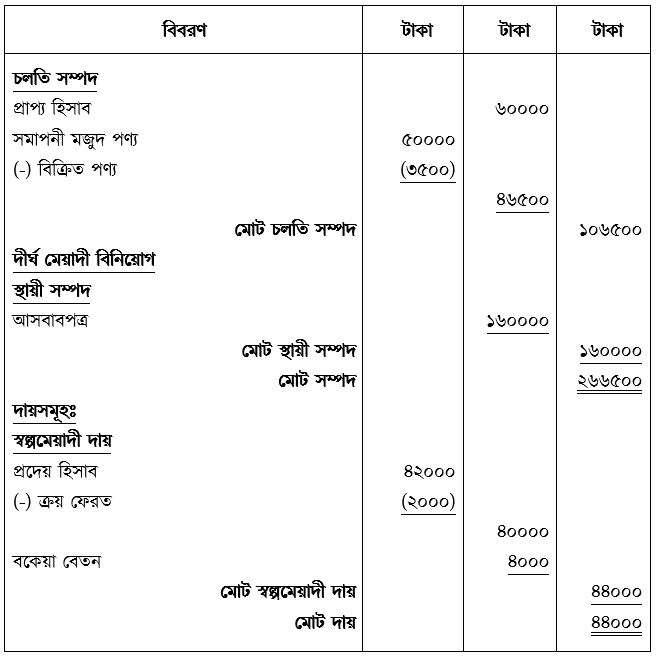 বিবরণ টাকা টাকা টাকা
চলতি সম্পদ
প্রাপ্য হিসাব ৬০০০০
সমাপনী মজুদ পণ্য ৫০০০০
(-) বিক্রিত পণ্য (৩৫০০)
৪৬৫০০
মোট চলতি সম্পদ ১০৬৫০০
দীর্ঘ মেয়াদী বিনিয়োগ
স্থায়ী সম্পদ
আসবাবপত্র ১৬০০০০
মোট স্থায়ী সম্পদ ১৬০০০০
মোট সম্পদ ২৬৬৫০০
দায়সমূহঃ
স্বল্পমেয়াদী দায়
প্রদেয় হিসাব ৪২০০০
(-) ক্রয় ফেরত (২০০০)
৪০০০০
বকেয়া বেতন ৪০০০
মোট স্বল্পমেয়াদী দায় ৪৪০০০
মোট দায় ৪৪০০০